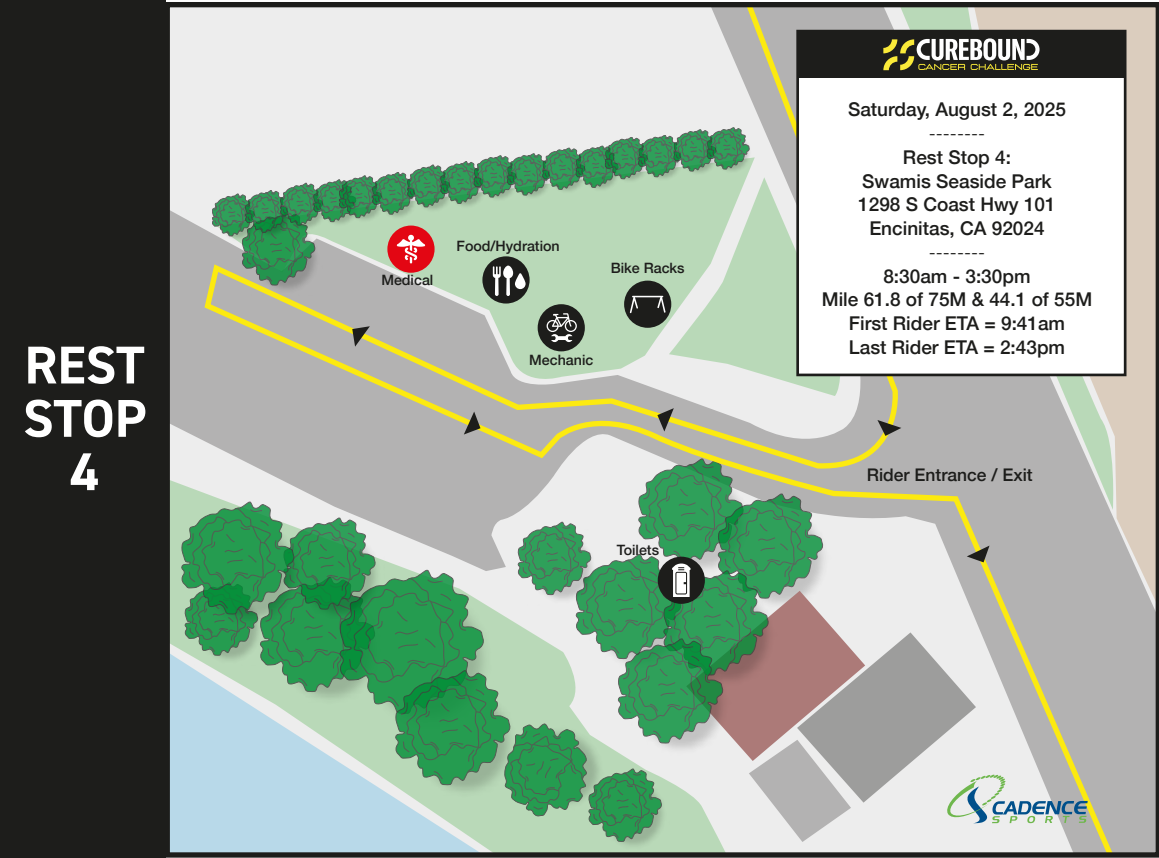 REST
STOP
4
CUREBOUND
CANCER CHALLENGE
Saturday, August 2, 2025
--------
Rest Stop 4:
Swamis Seaside Park
1298 S Coast Hwy 101
Encinitas, CA 92024
--------
8:30am - 3:30pm
Mile 61.8 of 75M & 44.1 of 55M
First Rider ETA = 9:41am
Last Rider ETA = 2:43pm
Medical
Food/Hydration
Bike Racks
Mechanic
Rider Entrance / Exit
Toilets
CADENCE
SPORTS